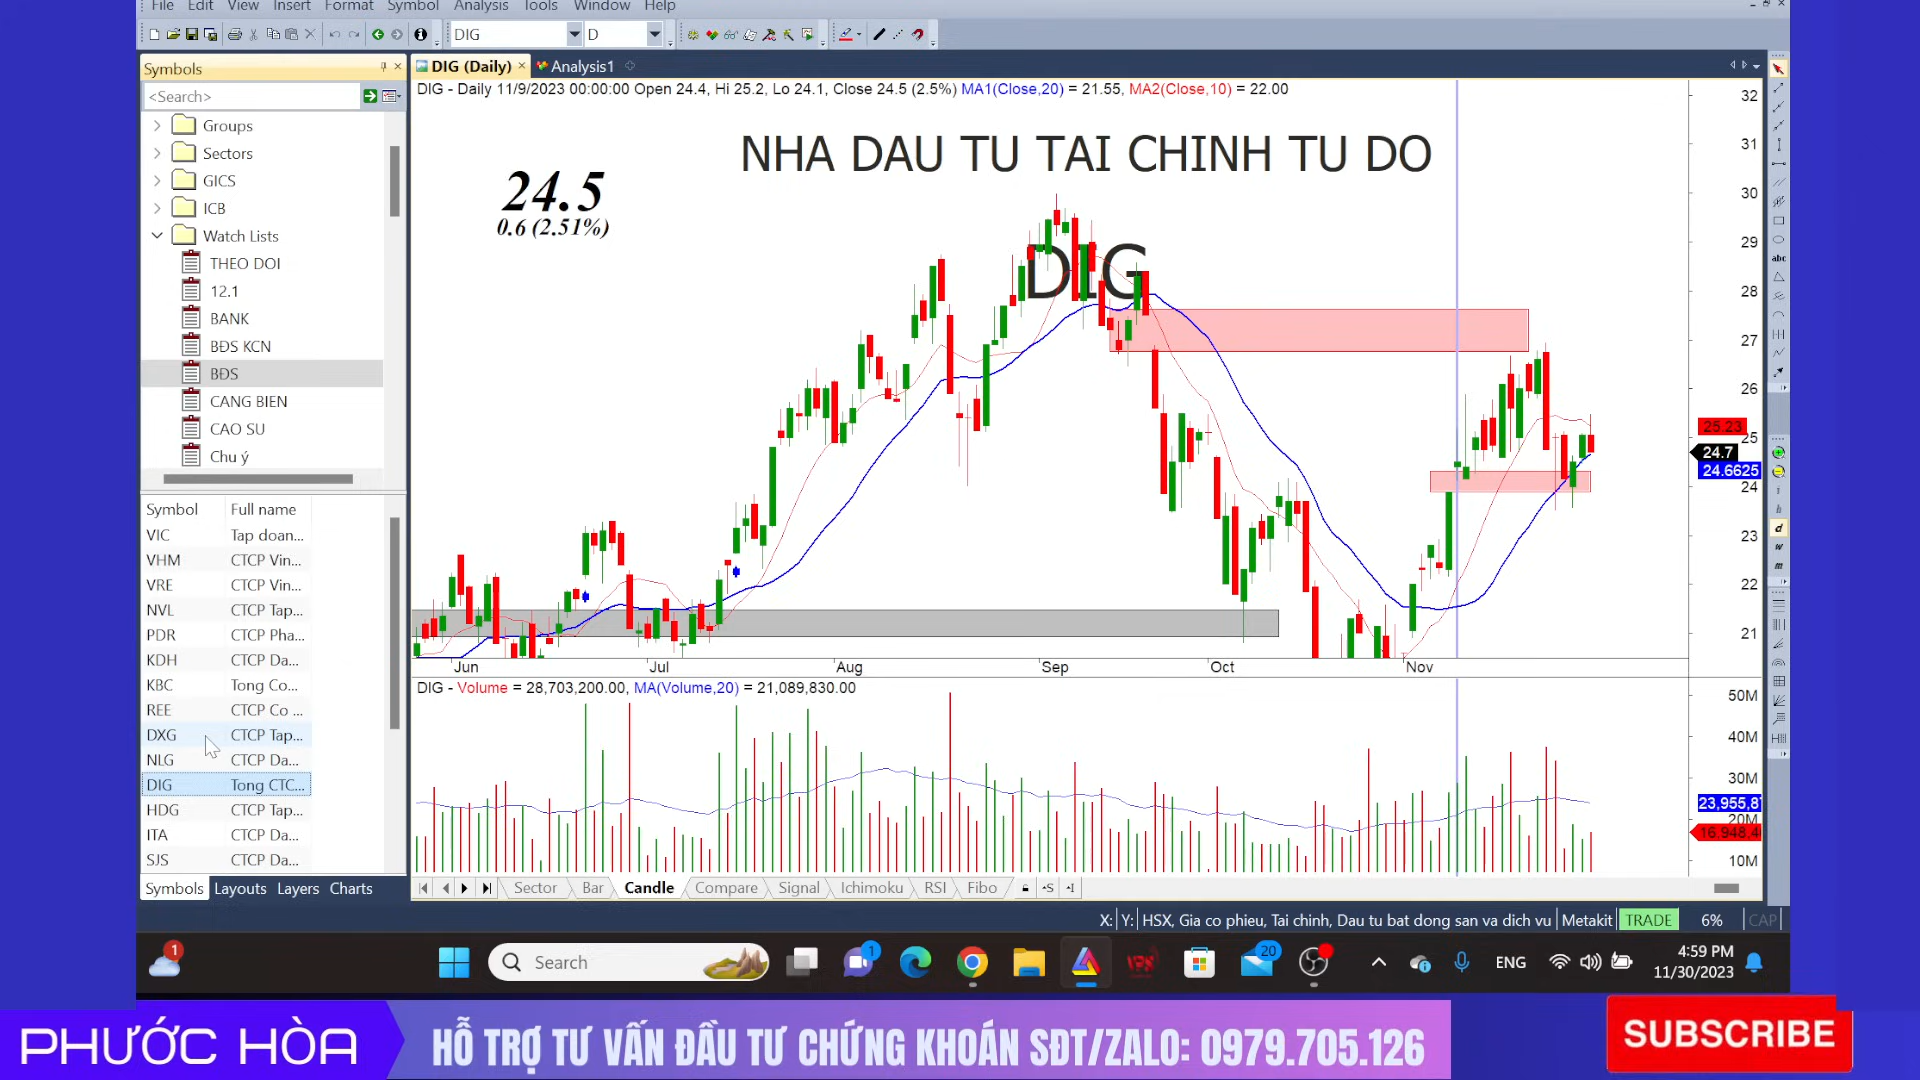 File Edit View Insert Format Symbol Analysis Tools Window Help
DIG D
Symbols
<Search>
Groups
Sectors
GICS
ICB
Watch Lists
THEO DOI
12.1
BANK
BĐS KCN
BĐS
CANG BIEN
CAO SU
Chu ý
Symbol Full name
VIC Tap doan...
VHM CTCP Vin...
VRE CTCP Vin...
NVL CTCP Tap...
PDR CTCP Pha...
KDH CTCP Da...
KBC Tong Co...
REE CTCP Co ...
DXG CTCP Tap...
NLG CTCP Da...
DIG Tong CTC...
HDG CTCP Tap...
ITA CTCP Da...
SJS CTCP Da...
Symbols Layouts Layers Charts
DIG (Daily) Analysis1
DIG - Daily 11/9/2023 00:00:00 Open 24.4, Hi 25.2, Lo 24.1, Close 24.5 (2.5%) MA1(Close,20) = 21.55, MA2(Close,10) = 22.00
NHA DAU TU TAI CHINH TU DO
24.5
0.6 (2.51%)
DIG
32
31
30
29
28
27
26
25.23
25
24.7
24.6625
24
23
22
21
Jun Jul Aug Sep Oct Nov
DIG - Volume = 28,703,200.00, MA(Volume,20) = 21,089,830.00
50M
40M
30M
23,955,8
20M
16,948,4
10M
Sector Bar Candle Compare Signal Ichimoku RSI Fibo
abc
d
w
m
X: Y: HSX, Gia co phieu, Tai chinh, Dau tu bat dong san va dich vu Metakit TRADE 6% CAP
1
Search
1
20
ENG
4:59 PM
11/30/2023
PHƯỚC HÒA
HỖ TRỢ TƯ VẤN ĐẦU TƯ CHỨNG KHOÁN SĐT/ZALO: 0979.705.126
SUBSCRIBE